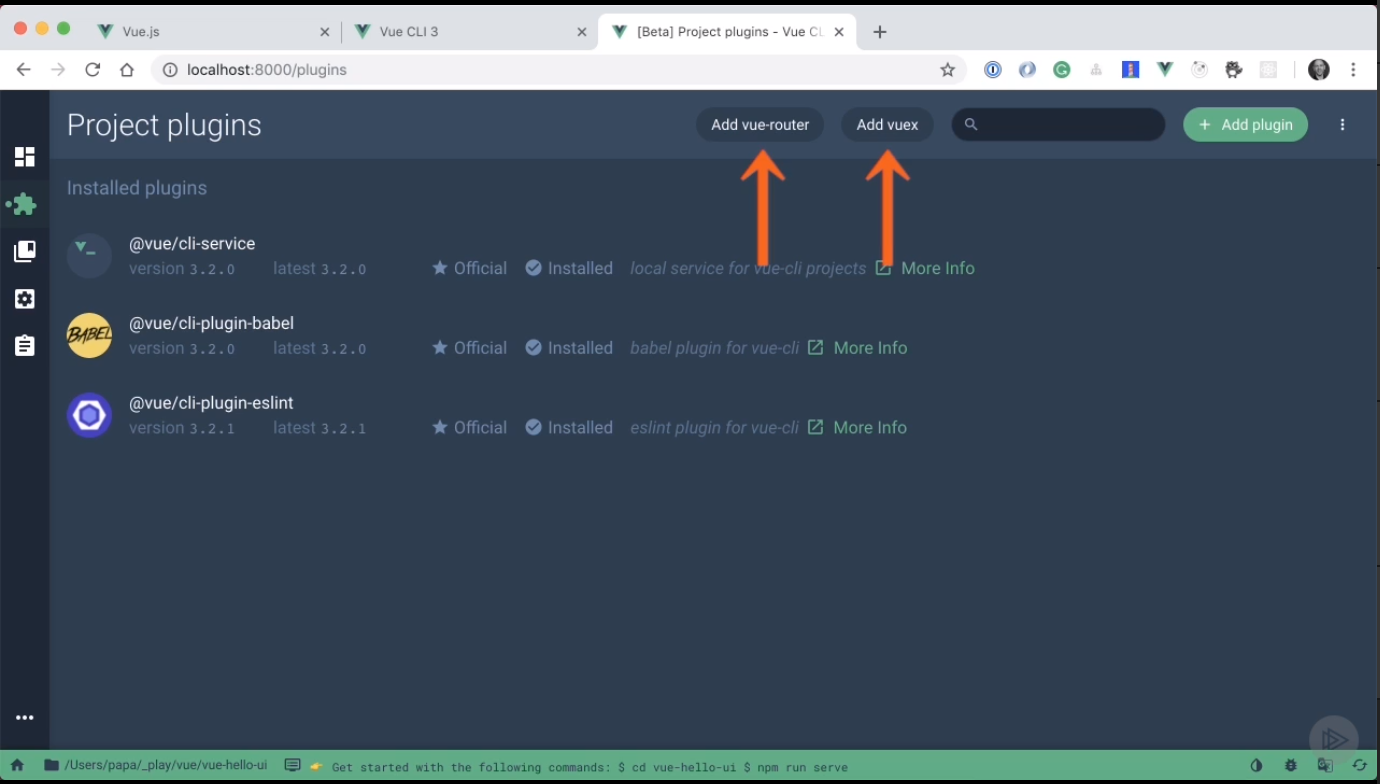 Vue.js
Vue CLI 3
[Beta] Project plugins - Vue CL
localhost:8000/plugins
Project plugins
Add vue-router
Add vuex
+ Add plugin
Installed plugins
@vue/cli-service
version 3.2.0 latest 3.2.0 Official Installed local service for vue-cli projects More Info
BABEL
@vue/cli-plugin-babel
version 3.2.0 latest 3.2.0 Official Installed babel plugin for vue-cli More Info
@vue/cli-plugin-eslint
version 3.2.1 latest 3.2.1 Official Installed eslint plugin for vue-cli More Info
/Users/papa/_play/vue/vue-hello-ui
Get started with the following commands: $ cd vue-hello-ui $ npm run serve